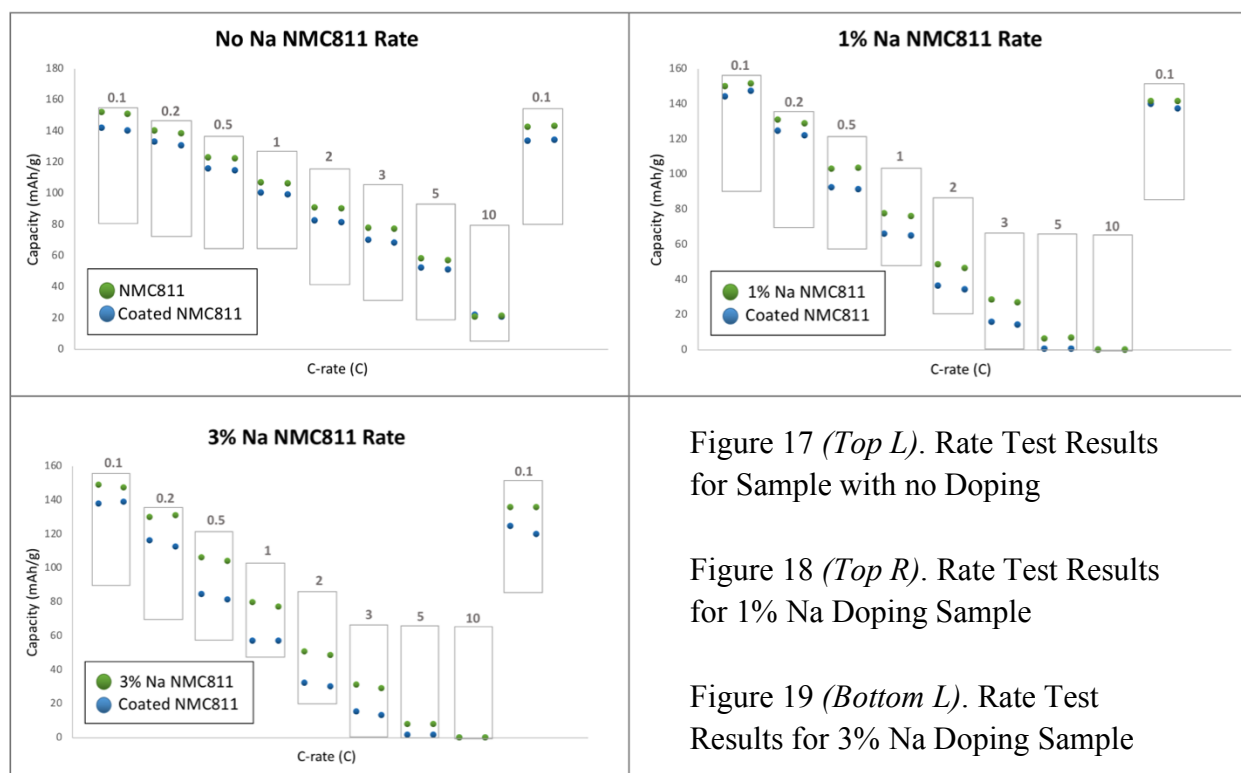 No Na NMC811 Rate
Capacity (mAh/g)
180
160
140
120
100
80
60
40
20
0
0.1
0.2
0.5
1
2
3
5
10
0.1
NMC811
Coated NMC811
C-rate (C)
1% Na NMC811 Rate
Capacity (mAh/g)
160
140
120
100
80
60
40
20
0
0.1
0.2
0.5
1
2
3
5
10
0.1
1% Na NMC811
Coated NMC811
C-rate (C)
3% Na NMC811 Rate
Capacity (mAh/g)
160
140
120
100
80
60
40
20
0
0.1
0.2
0.5
1
2
3
5
10
0.1
3% Na NMC811
Coated NMC811
C-rate (C)
Figure 17 (Top L). Rate Test Results
for Sample with no Doping
Figure 18 (Top R). Rate Test Results
for 1% Na Doping Sample
Figure 19 (Bottom L). Rate Test
Results for 3% Na Doping Sample